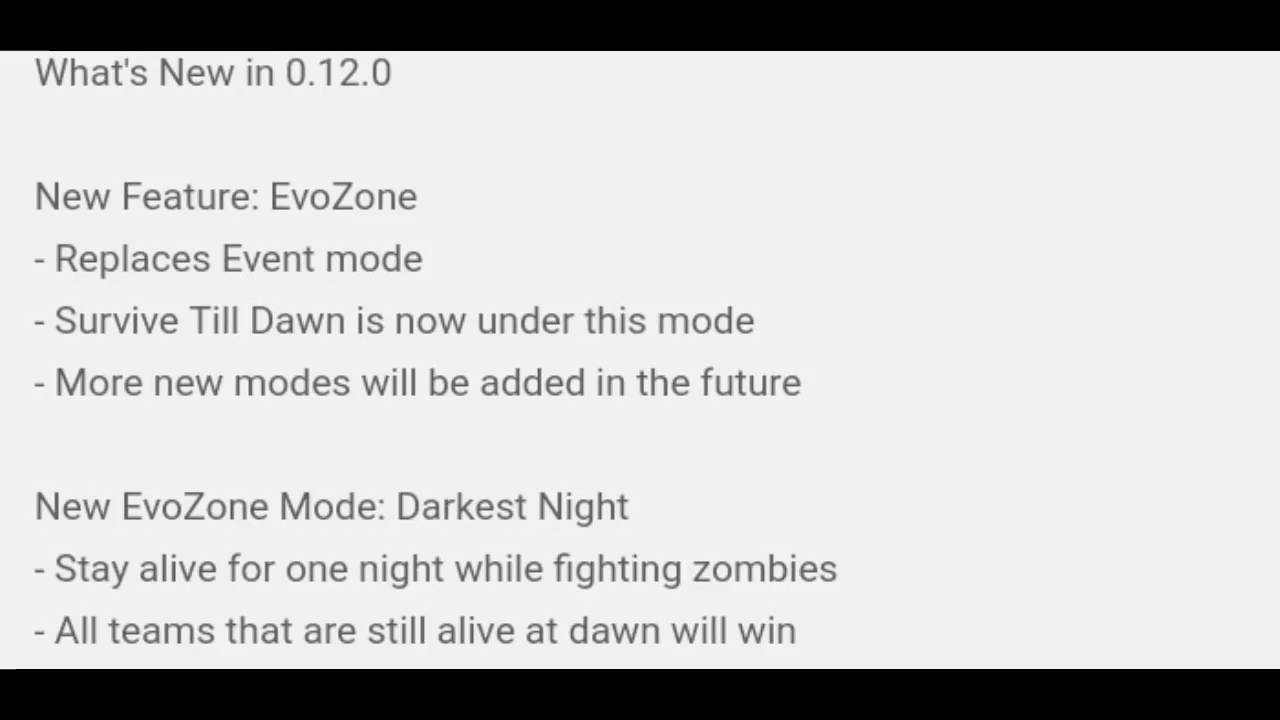 What's New in 0.12.0
New Feature: EvoZone
- Replaces Event mode
- Survive Till Dawn is now under this mode
- More new modes will be added in the future
New EvoZone Mode: Darkest Night
- Stay alive for one night while fighting zombies
- All teams that are still alive at dawn will win